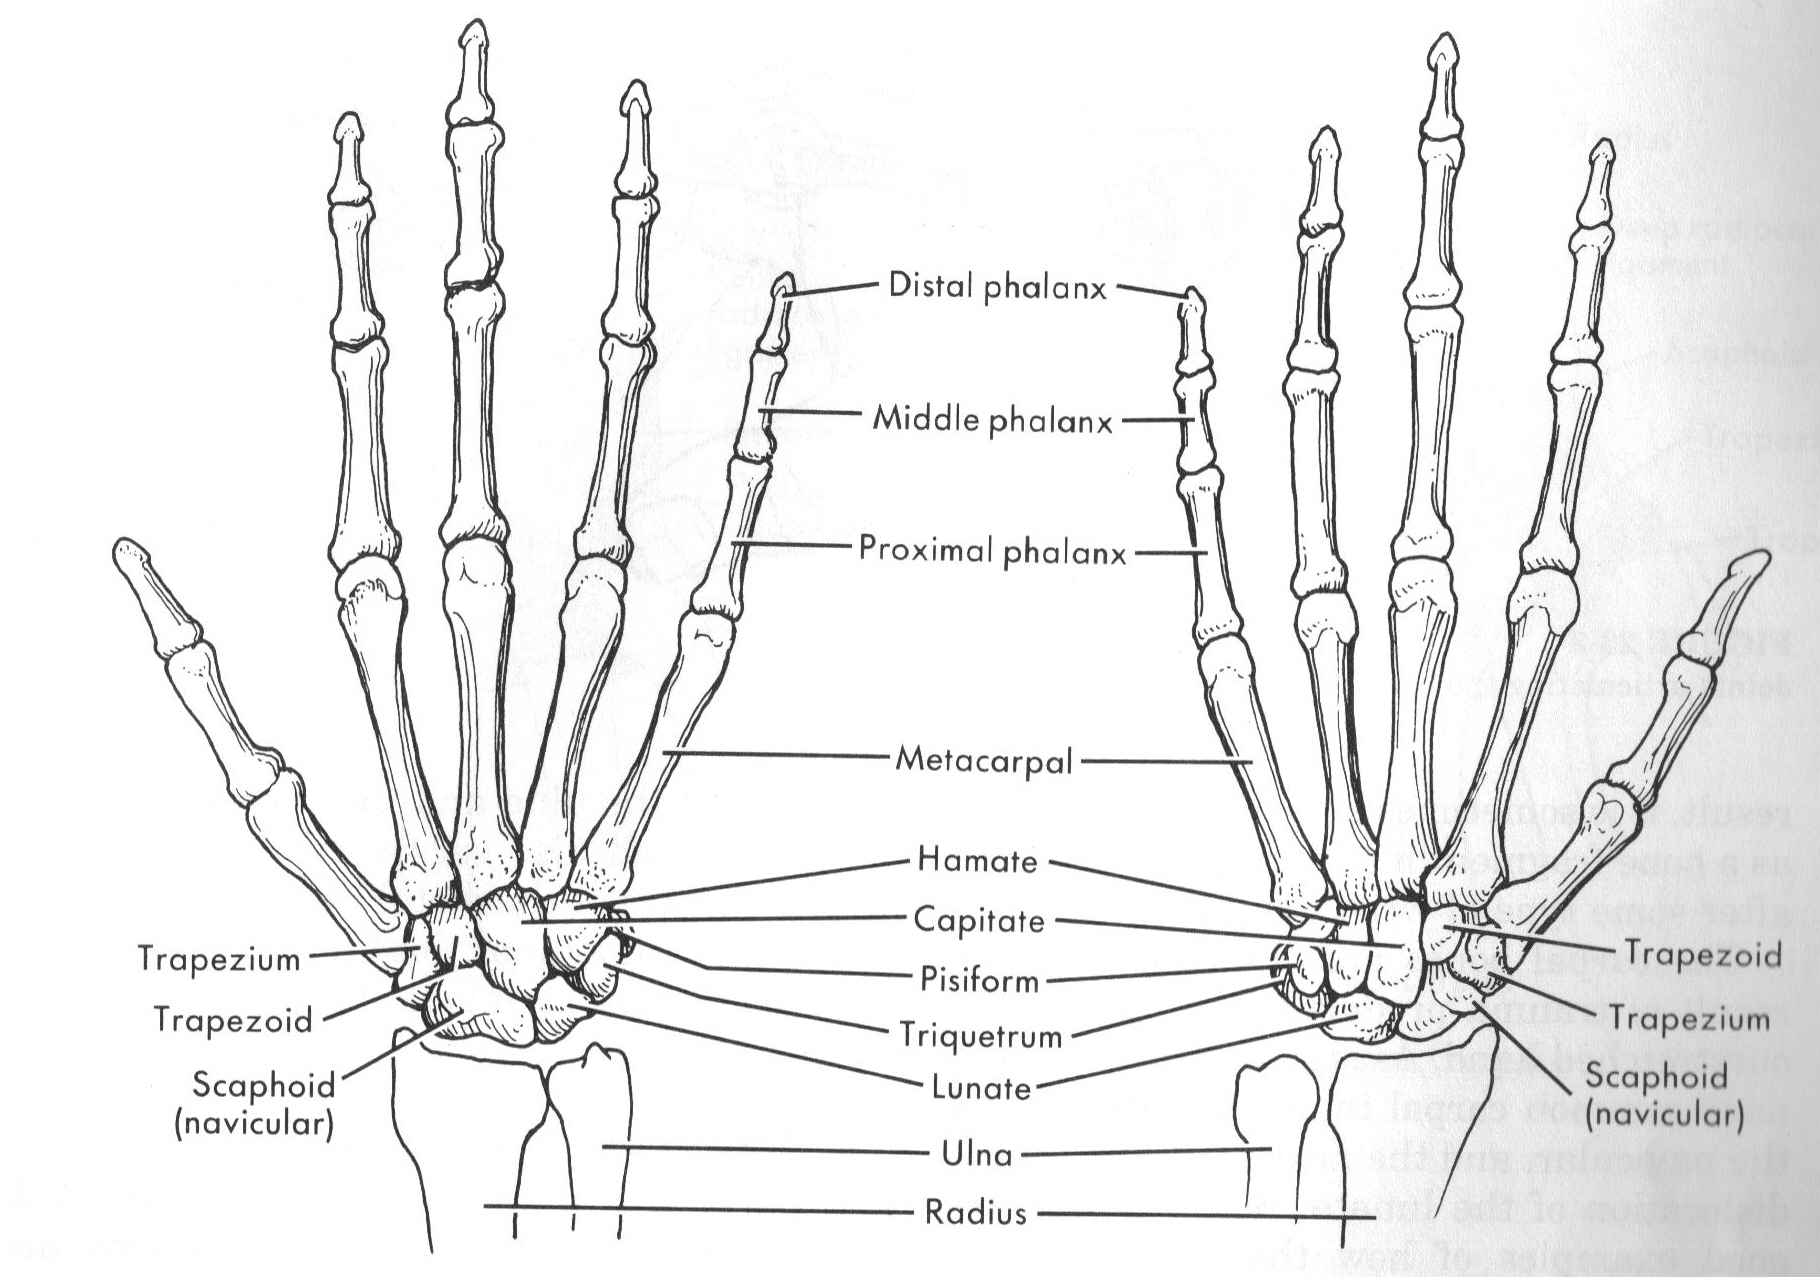 Distal phalanx
Middle phalanx
Proximal phalanx
Metacarpal
Hamate
Capitate
Pisiform
Triquetrum
Lunate
Ulna
Radius
Trapezium
Trapezoid
Scaphoid
(navicular)
Trapezoid
Trapezium
Scaphoid
(navicular)